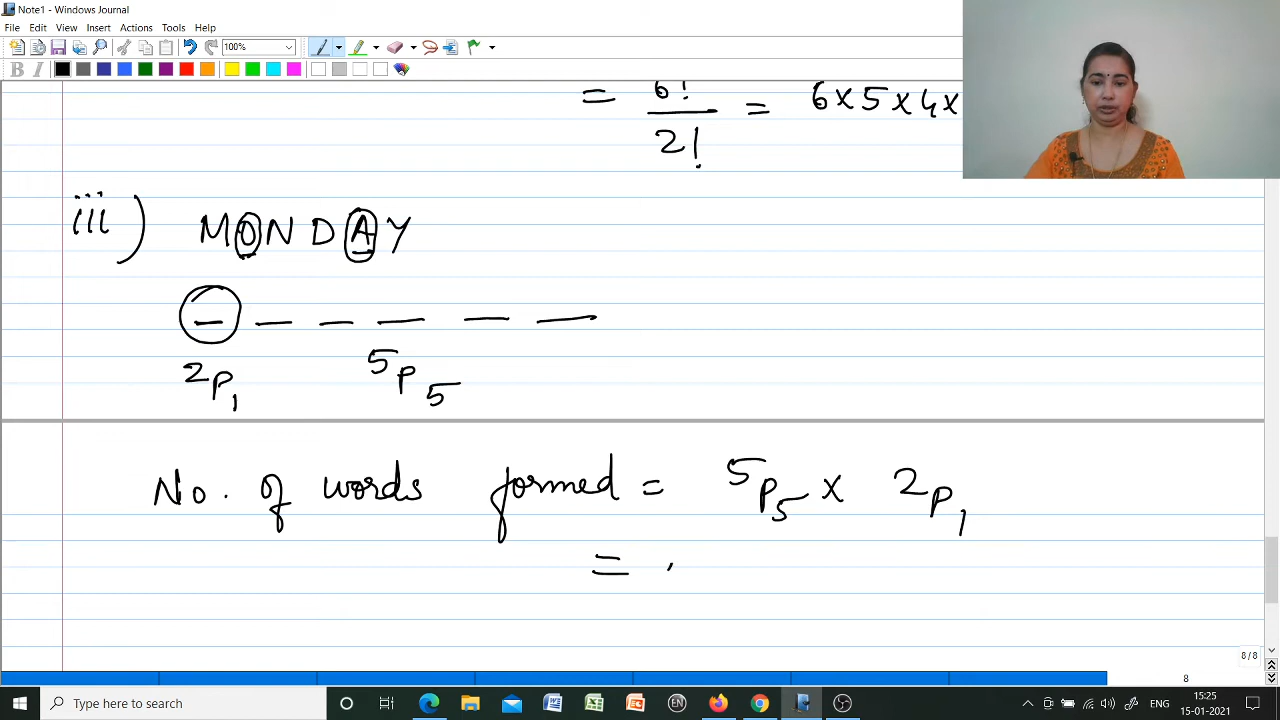 Note1 - Windows Journal
File Edit View Insert Actions Tools Help
100%
B I
= 6! / 2! = 6 x 5 x 4 x
iii) MONDAY
_ _ _ _ _ _
²P₁ ⁵P₅
No. of words formed = ⁵P₅ x ²P₁
=
8/8
8
Type here to search
EN
ENG
15:25
15-01-2021